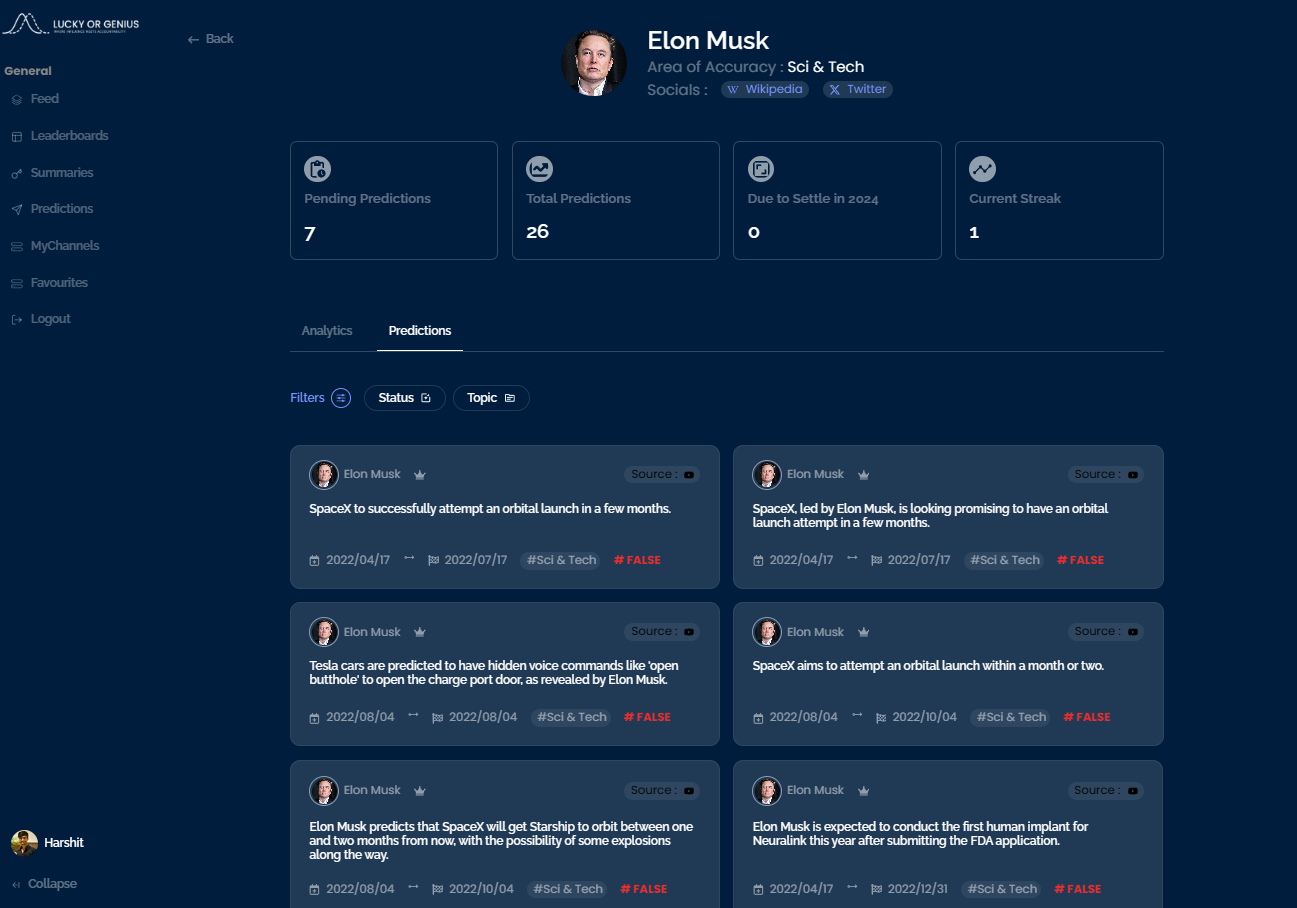 LUCKY OR GENIUS
WHERE INFLUENCE MEETS ACCOUNTABILITY
← Back
General
Feed
Leaderboards
Summaries
Predictions
MyChannels
Favourites
Logout
Elon Musk
Area of Accuracy : Sci & Tech
Socials : W Wikipedia X Twitter
Pending Predictions
7
Total Predictions
26
Due to Settle in 2024
0
Current Streak
1
Analytics Predictions
Filters Status Topic
Elon Musk Source :
SpaceX to successfully attempt an orbital launch in a few months.
2022/04/17 ↔ 2022/07/17 #Sci & Tech # FALSE
Elon Musk Source :
SpaceX, led by Elon Musk, is looking promising to have an orbital
launch attempt in a few months.
2022/04/17 ↔ 2022/07/17 #Sci & Tech # FALSE
Elon Musk Source :
Tesla cars are predicted to have hidden voice commands like 'open
butthole' to open the charge port door, as revealed by Elon Musk.
2022/08/04 ↔ 2022/08/04 #Sci & Tech # FALSE
Elon Musk Source :
SpaceX aims to attempt an orbital launch within a month or two.
2022/08/04 ↔ 2022/10/04 #Sci & Tech # FALSE
Elon Musk Source :
Elon Musk predicts that SpaceX will get Starship to orbit between one
and two months from now, with the possibility of some explosions
along the way.
2022/08/04 ↔ 2022/10/04 #Sci & Tech # FALSE
Elon Musk Source :
Elon Musk is expected to conduct the first human implant for
Neuralink this year after submitting the FDA application.
2022/04/17 ↔ 2022/12/31 #Sci & Tech # FALSE
Harshit
Collapse